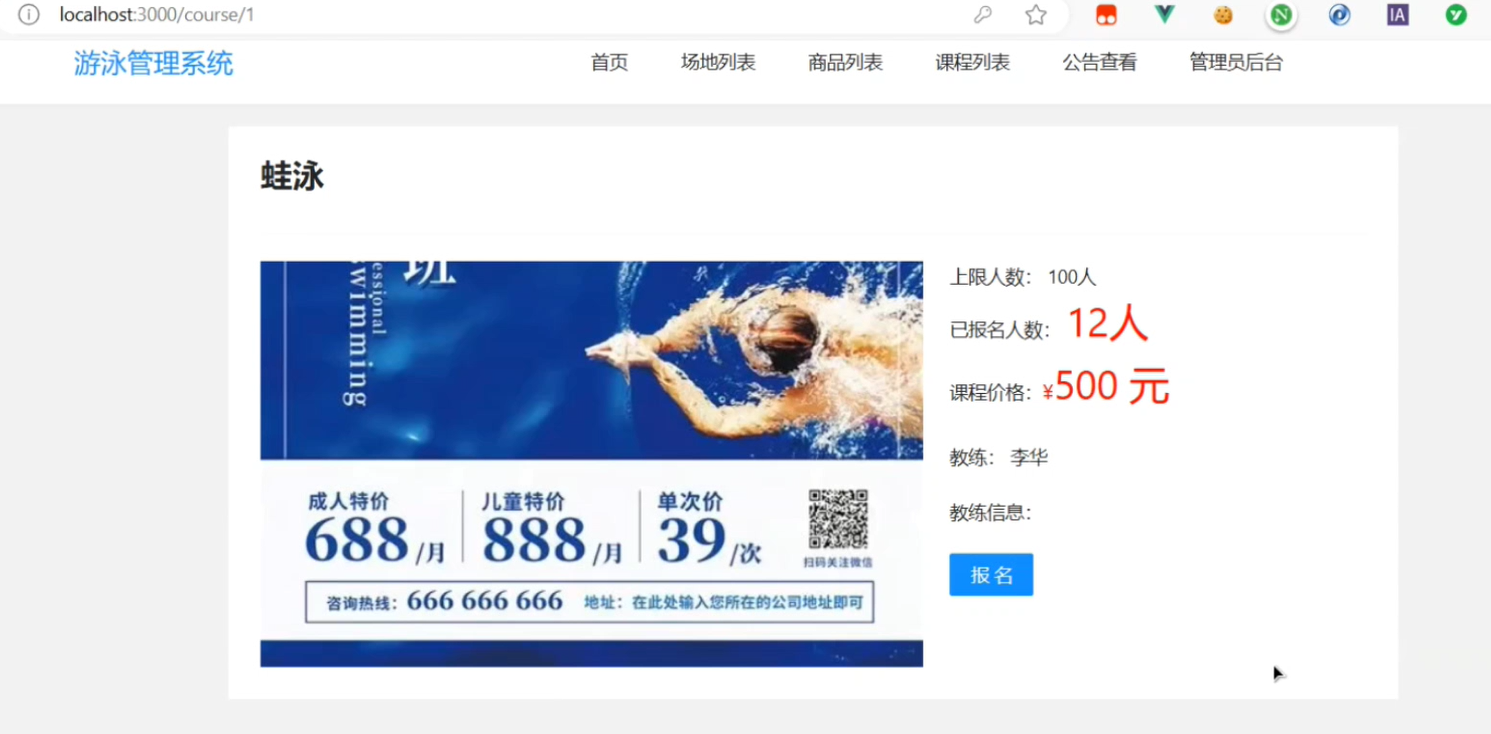 localhost:3000/course/1
IA
游泳管理系统
首页 场地列表 商品列表 课程列表 公告查看 管理员后台
蛙泳
班
essional
swimming
成人特价 儿童特价 单次价
688/月 888/月 39/次
扫码关注微信
咨询热线：666 666 666 地址：在此处输入您所在的公司地址即可
上限人数： 100人
已报名人数： 12人
课程价格：¥500 元
教练： 李华
教练信息：
报名